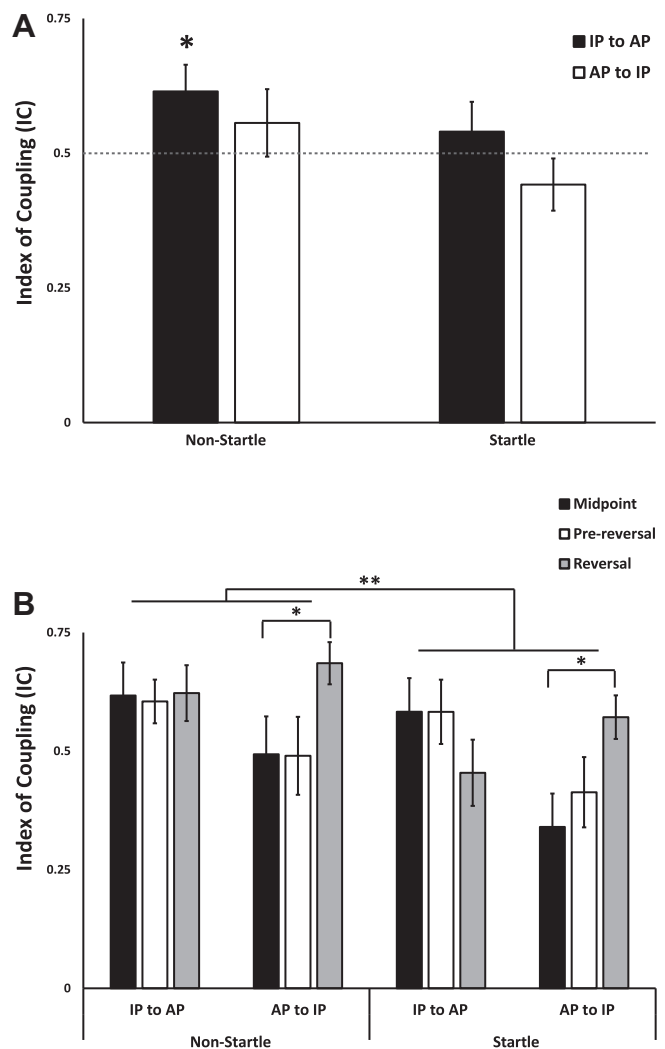 A
0.75
*
IP to AP
AP to IP
0.5
Index of Coupling (IC)
0.25
0
Non-Startle
Startle
Midpoint
Pre-reversal
Reversal
B
**
*
*
0.75
0.5
Index of Coupling (IC)
0.25
0
IP to AP
AP to IP
IP to AP
AP to IP
Non-Startle
Startle